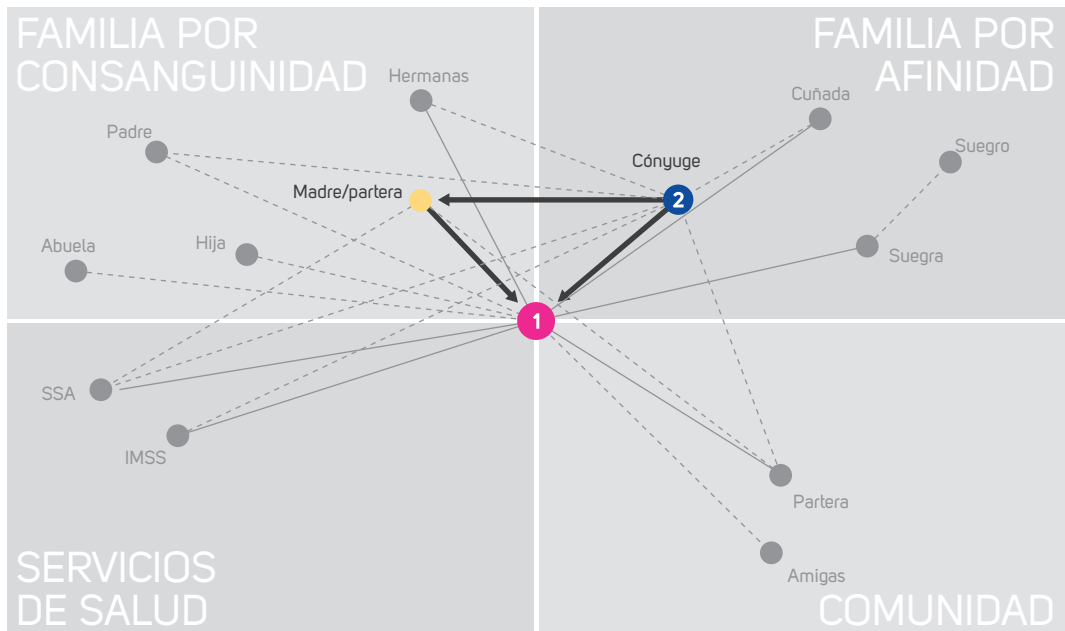 FAMILIA POR
CONSANGUINIDAD
FAMILIA POR
AFINIDAD
Hermanas
Cuñada
Padre
Suegro
Cónyuge
Madre/partera
2
Abuela
Hija
Suegra
1
SSA
IMSS
Partera
Amigas
SERVICIOS
DE SALUD
COMUNIDAD